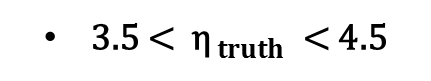 • 3.5 < η truth < 4.5